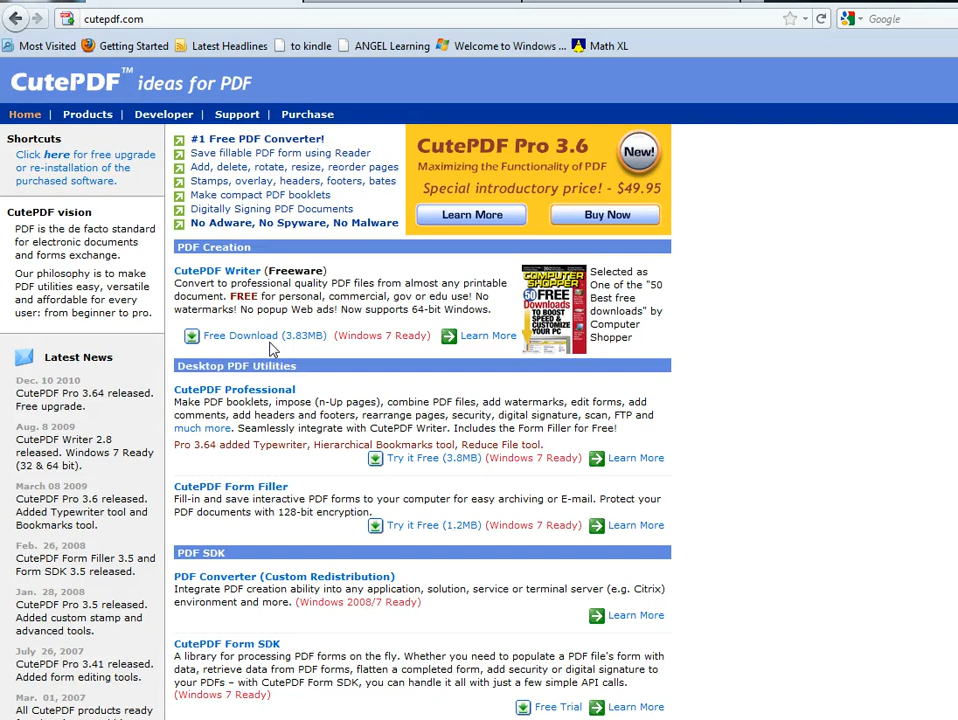 cutepdf.com
Google
Most Visited
Getting Started
Latest Headlines
to kindle
ANGEL Learning
Welcome to Windows ...
Math XL
CutePDF™ ideas for PDF
Home | Products | Developer | Support | Purchase
Shortcuts
Click here for free upgrade
or re-installation of the
purchased software.
CutePDF vision
PDF is the de facto standard
for electronic documents
and forms exchange.
Our philosophy is to make
PDF utilities easy, versatile
and affordable for every
user: from beginner to pro.
Latest News
Dec. 10 2010
CutePDF Pro 3.64 released.
Free upgrade.
Aug. 8 2009
CutePDF Writer 2.8
released. Windows 7 Ready
(32 & 64 bit).
March 08 2009
CutePDF Pro 3.6 released.
Added Typewriter tool and
Bookmarks tool.
Feb. 26, 2008
CutePDF Form Filler 3.5 and
Form SDK 3.5 released.
Jan. 28, 2008
CutePDF Pro 3.5 released.
Added custom stamp and
advanced tools.
July 26, 2007
CutePDF Pro 3.41 released.
Added form editing tools.
Mar. 01, 2007
All CutePDF products ready
#1 Free PDF Converter!
Save fillable PDF form using Reader
Add, delete, rotate, resize, reorder pages
Stamps, overlay, headers, footers, bates
Make compact PDF booklets
Digitally Signing PDF Documents
No Adware, No Spyware, No Malware
CutePDF Pro 3.6
New!
Maximizing the Functionality of PDF
Special introductory price! - $49.95
Learn More
Buy Now
PDF Creation
CutePDF Writer (Freeware)
Convert to professional quality PDF files from almost any printable
document. FREE for personal, commercial, gov or edu use! No
watermarks! No popup Web ads! Now supports 64-bit Windows.
Free Download (3.83MB) (Windows 7 Ready) Learn More
COMPUTER
SHOPPER
50 FREE
DOWNLOADS
TO BOOST
SPEED &
CUSTOMIZE
YOUR PC
Selected as
One of the "50
Best free
downloads" by
Computer
Shopper
Desktop PDF Utilities
CutePDF Professional
Make PDF booklets, impose (n-Up pages), combine PDF files, add watermarks, edit forms, add
comments, add headers and footers, rearrange pages, security, digital signature, scan, FTP and
much more. Seamlessly integrate with CutePDF Writer. Includes the Form Filler for Free!
Pro 3.64 added Typewriter, Hierarchical Bookmarks tool, Reduce File tool.
Try it Free (3.8MB) (Windows 7 Ready) Learn More
CutePDF Form Filler
Fill-in and save interactive PDF forms to your computer for easy archiving or E-mail. Protect your
PDF documents with 128-bit encryption.
Try it Free (1.2MB) (Windows 7 Ready) Learn More
PDF SDK
PDF Converter (Custom Redistribution)
Integrate PDF creation ability into any application, solution, service or terminal server (e.g. Citrix)
environment and more. (Windows 2008/7 Ready)
Learn More
CutePDF Form SDK
A library for processing PDF forms on the fly. Whether you need to populate a PDF file's form with
data, retrieve data from PDF forms, flatten a completed form, add security or digital signature to
your PDFs – with CutePDF Form SDK, you can handle it all with just a few simple API calls.
(Windows 7 Ready)
Free Trial Learn More